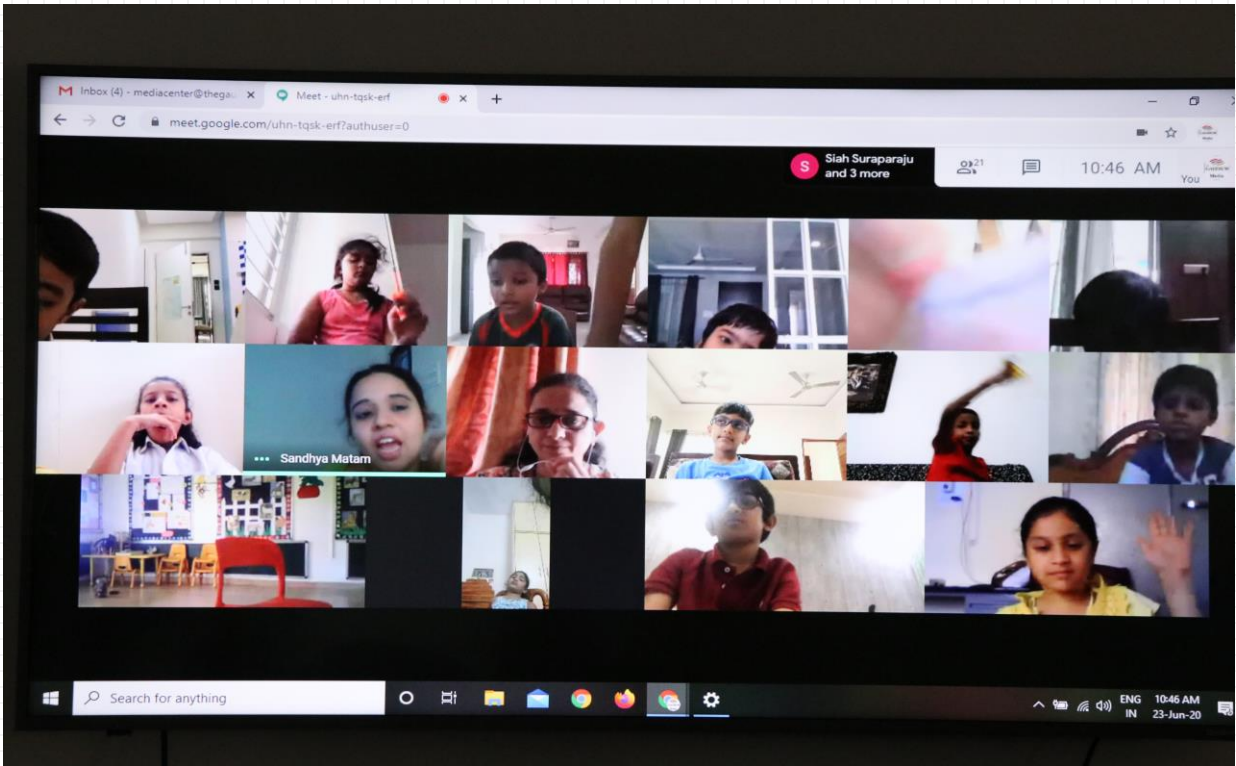 Inbox (4) - mediacenter@thegau
Meet - uhn-tqsk-erf
meet.google.com/uhn-tqsk-erf?authuser=0
S
Siah Suraparaju
and 3 more
21
10:46 AM
You
Sandhya Matam
Search for anything
ENG
IN
10:46 AM
23-Jun-20